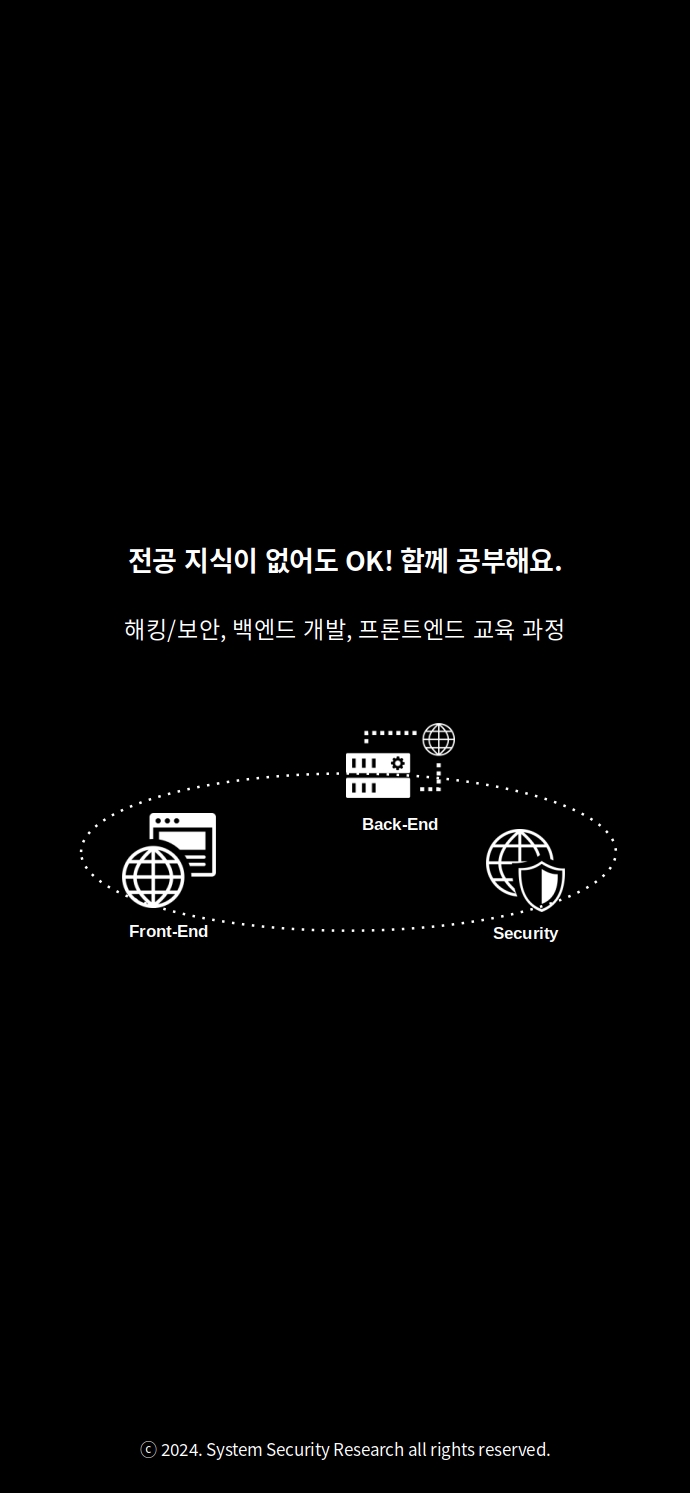 전공 지식이 없어도 OK! 함께 공부해요.
해킹/보안, 백엔드 개발, 프론트엔드 교육 과정
Back-End
Front-End
Security
ⓒ 2024. System Security Research all rights reserved.